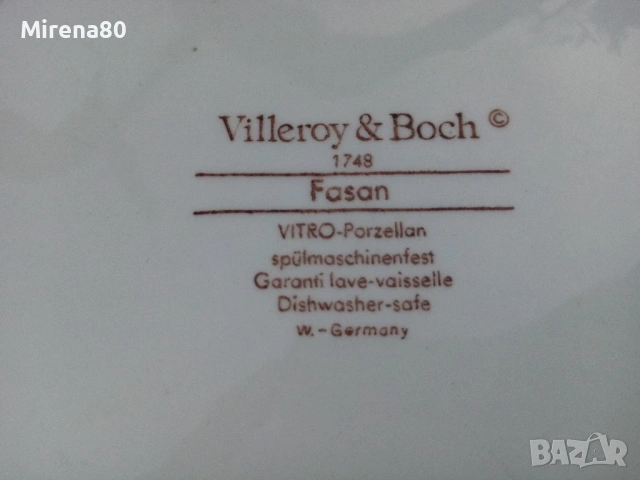 Mirena80
Villeroy & Boch ©
1748
Fasan
VITRO-Porzellan
spülmaschinenfest
Garanti lave-vaisselle
Dishwasher-safe
W.-Germany
BAZAR